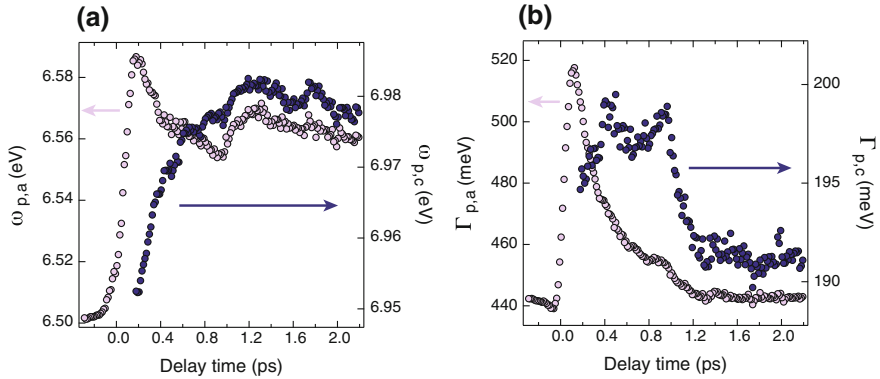 (a)
(b)
6.58
6.56
6.54
6.52
6.50
ω p,a (eV)
6.98
6.97
6.96
6.95
ω p,c (eV)
0.0 0.4 0.8 1.2 1.6 2.0
Delay time (ps)
520
500
480
460
440
Γ p,a (meV)
200
195
190
Γ p,c (meV)
0.0 0.4 0.8 1.2 1.6 2.0
Delay time (ps)